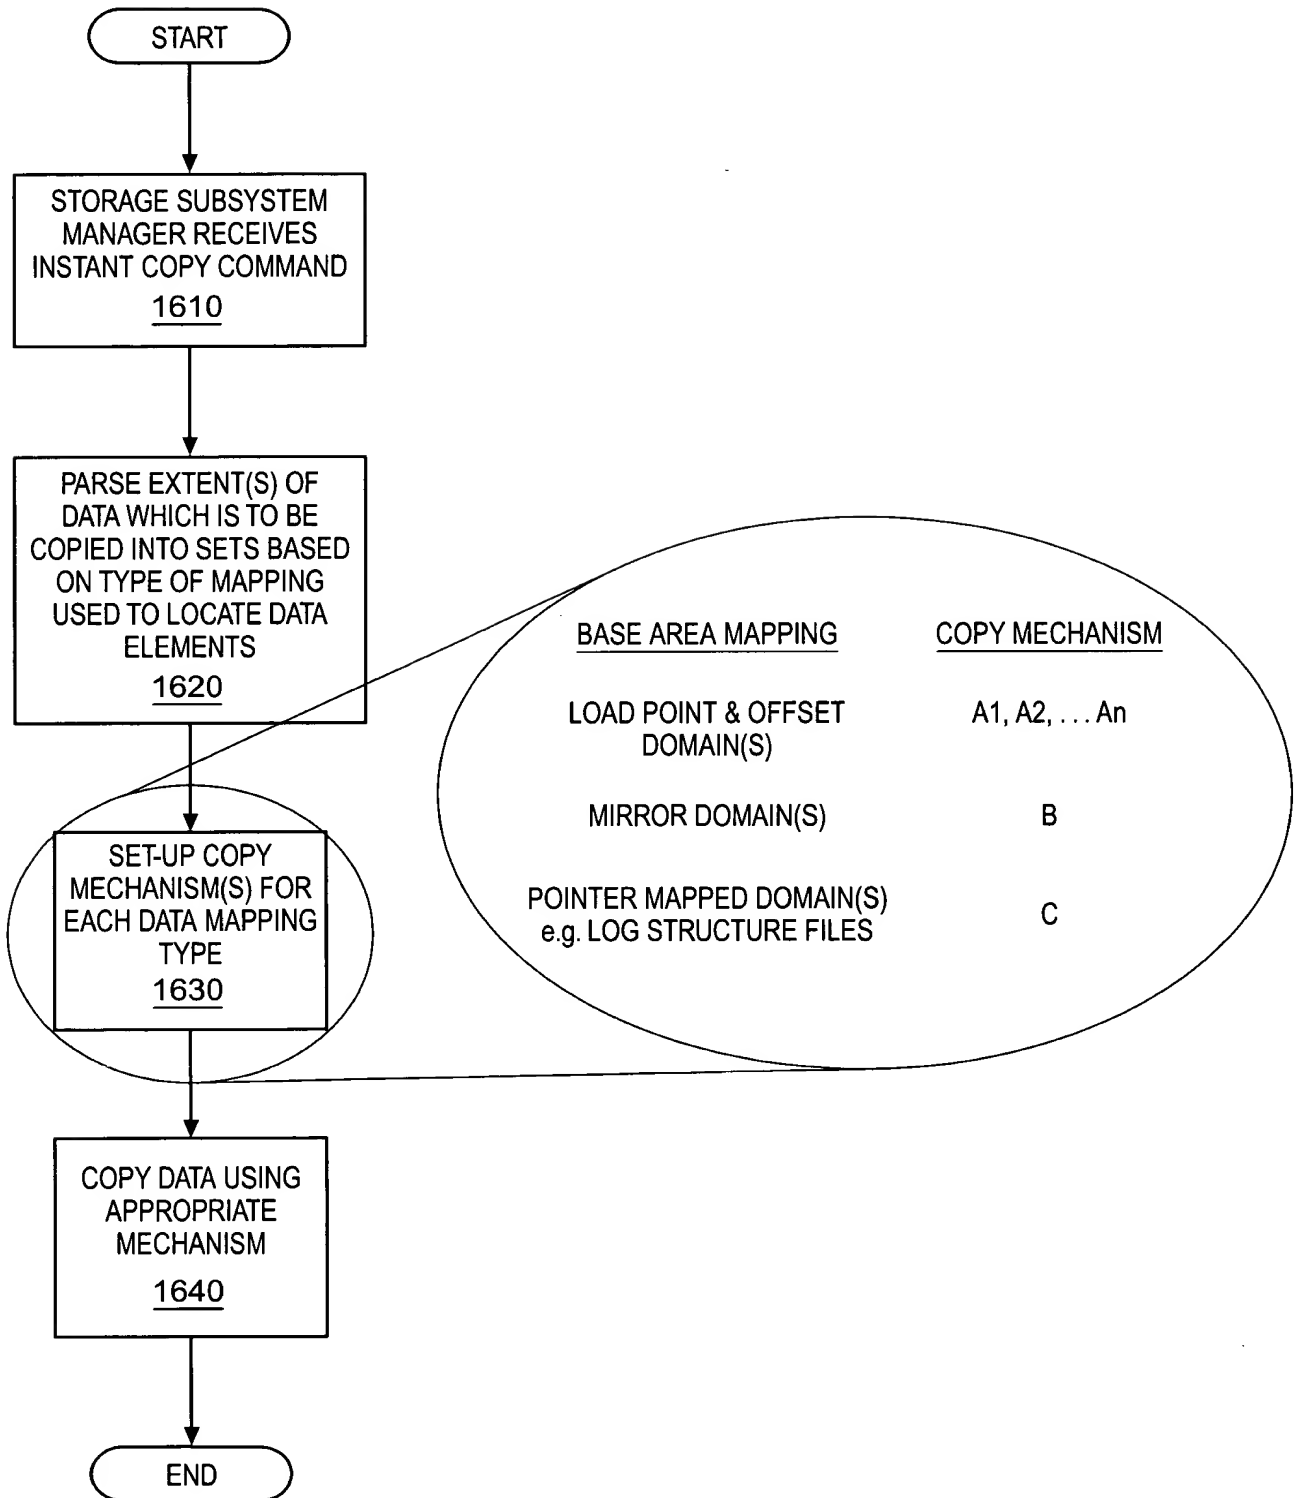 START
STORAGE SUBSYSTEM
MANAGER RECEIVES
INSTANT COPY COMMAND
1610
PARSE EXTENT(S) OF
DATA WHICH IS TO BE
COPIED INTO SETS BASED
ON TYPE OF MAPPING
USED TO LOCATE DATA
ELEMENTS
1620
SET-UP COPY
MECHANISM(S) FOR
EACH DATA MAPPING
TYPE
1630
BASE AREA MAPPING COPY MECHANISM
LOAD POINT & OFFSET A1, A2, . . . An
DOMAIN(S)
MIRROR DOMAIN(S) B
POINTER MAPPED DOMAIN(S) C
e.g. LOG STRUCTURE FILES
COPY DATA USING
APPROPRIATE
MECHANISM
1640
END